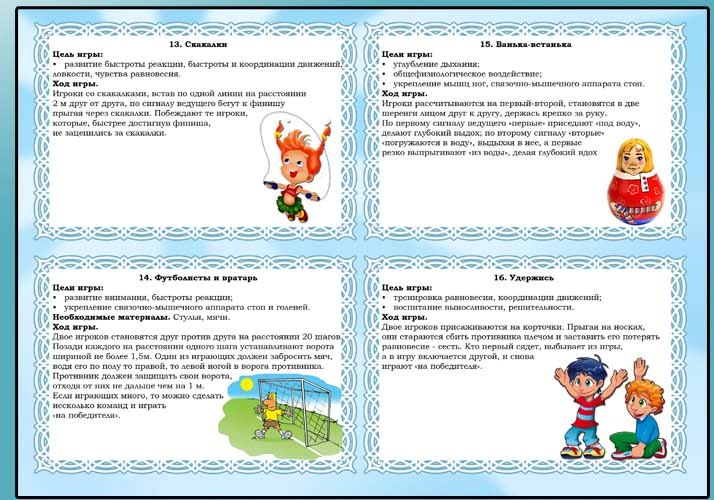 13. Скакалки
Цель игры:
• развитие быстроты реакции, быстроты и координации движений,
ловкости, чувства равновесия.
Ход игры.
Игроки со скакалками, встав по одной линии на расстоянии
2 м друг от друга, по сигналу ведущего бегут к финишу
прыгая через скакалки. Побеждают те игроки,
которые, быстрее достигнув финиша,
не зацепились за скакалки.
15. Ванька-встанька
Цели игры:
• углубление дыхания;
• общефизиологическое воздействие;
• укрепление мышц ног, связочно-мышечного аппарата стоп.
Ход игры.
Игроки рассчитываются на первый-второй, становятся в две
шеренги лицом друг к другу, держась крепко за руку.
По первому сигналу ведущего «первые» приседают «под воду»,
делают глубокий выдох; по второму сигналу «вторые»
«погружаются в воду», выдыхая в нее, а первые
резко выпрыгивают «из воды», делая глубокий вдох
14. Футболисты и вратарь
Цели игры:
• развитие внимания, быстроты реакции;
• укрепление связочно-мышечного аппарата стоп и голеней.
Необходимые материалы. Стулья, мячи.
Ход игры.
Двое игроков становятся друг против друга на расстоянии 20 шагов.
Позади каждого на расстоянии одного шага устанавливают ворота
шириной не более 1,5м. Один из играющих должен забросить мяч,
водя его по полу то правой, то левой ногой в ворота противника.
Противник должен защищать свои ворота,
отходя от них не дальше чем на 1 м.
Если играющих много, то можно сделать
несколько команд и играть
«на победителя».
16. Удержись
Цель игры:
• тренировка равновесия, координации движений;
• воспитание выносливости, решительности.
Ход игры:
Двое игроков присаживаются на корточки. Прыгая на носках,
они стараются сбить противника плечом и заставить его потерять
равновесие - сесть. Кто первый сядет, выбывает из игры,
а в игру включается другой, и снова
играют «на победителя».